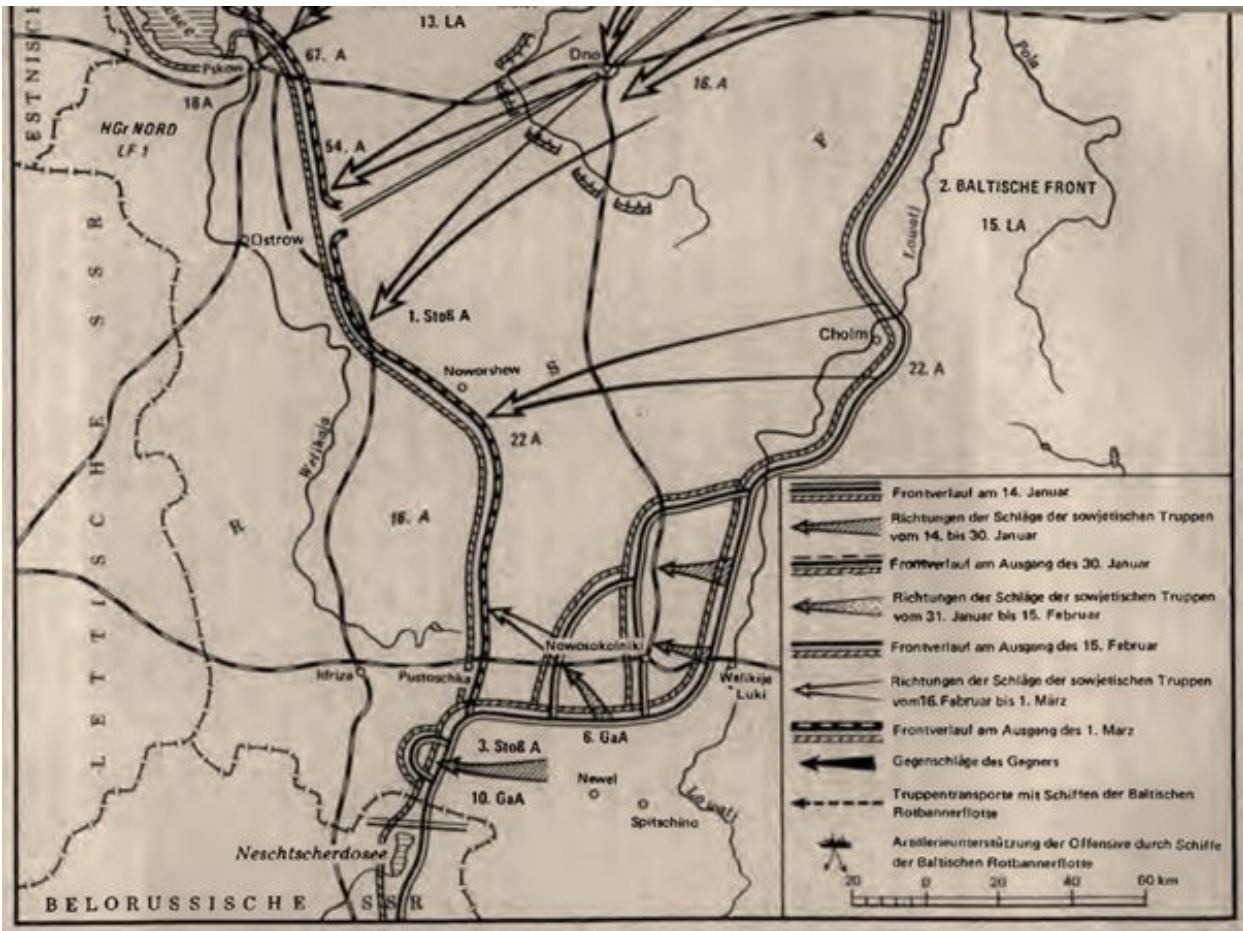 13. LA
67. A
Dno
16. A
Pskow
18 A
HGr NORD
LF 1
54. A
ESTNISCH
Pola
2. BALTISCHE FRONT
15. LA
Lowatj
Ostrow
F
1. Stoß A
Cholm
22. A
S
Noworshew
22 A
Welikaja
16. A
R
LETTISCHE SSR
Nowosokolniki
Idriza
Pustoschka
Welikije
Luki
6. GaA
3. Stoß A
10. GaA
Newel
Spitschino
Lowatj
Neschtscherdosee
BELORUSSISCHE SSR
Frontverlauf am 14. Januar
Richtungen der Schläge der sowjetischen Truppen
vom 14. bis 30. Januar
Frontverlauf am Ausgang des 30. Januar
Richtungen der Schläge der sowjetischen Truppen
vom 31. Januar bis 15. Februar
Frontverlauf am Ausgang des 15. Februar
Richtungen der Schläge der sowjetischen Truppen
vom 16. Februar bis 1. März
Frontverlauf am Ausgang des 1. März
Gegenschläge des Gegners
Truppentransporte mit Schiffen der Baltischen
Rotbannerflotte
Artillerieunterstützung der Offensive durch Schiffe
der Baltischen Rotbannerflotte
20 0 20 40 60 km